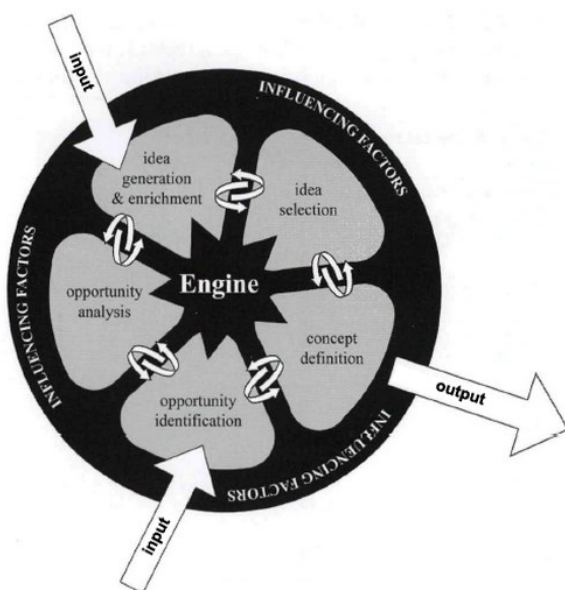 input
INFLUENCING FACTORS
idea
generation
& enrichment
idea
selection
INFLUENCING FACTORS
opportunity
analysis
Engine
concept
definition
output
opportunity
identification
INFLUENCING FACTORS
input